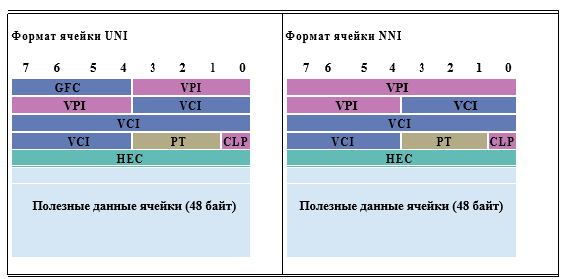 Формат ячейки UNI
7 6 5 4 3 2 1 0
GFC VPI
VPI VCI
VCI
VCI PT CLP
HEC
Полезные данные ячейки (48 байт)
Формат ячейки NNI
7 6 5 4 3 2 1 0
VPI
VPI VCI
VCI
VCI PT CLP
HEC
Полезные данные ячейки (48 байт)